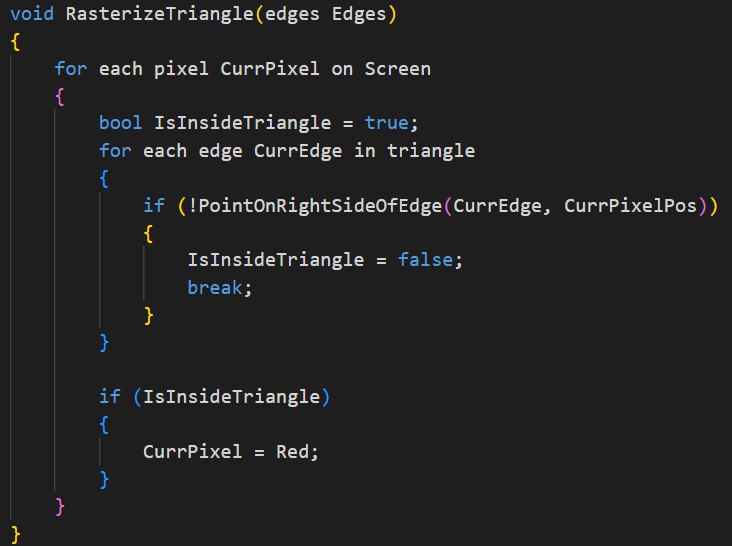 void RasterizeTriangle(edges Edges)
{
    for each pixel CurrPixel on Screen
    {
        bool IsInsideTriangle = true;
        for each edge CurrEdge in triangle
        {
            if (!PointOnRightSideOfEdge(CurrEdge, CurrPixelPos))
            {
                IsInsideTriangle = false;
                break;
            }
        }

        if (IsInsideTriangle)
        {
            CurrPixel = Red;
        }
    }
}